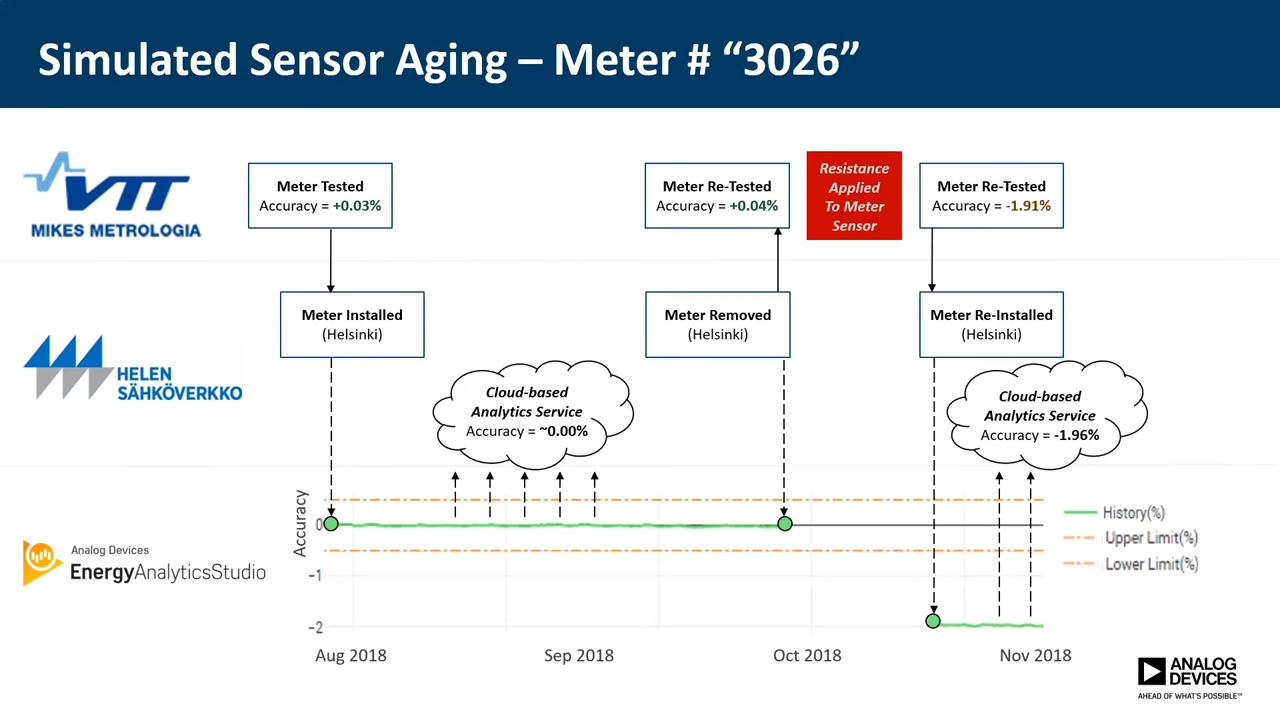 Simulated Sensor Aging – Meter # “3026”
VTT
MIKES METROLOGIA
Meter Tested
Accuracy = +0.03%
Meter Re-Tested
Accuracy = +0.04%
Resistance
Applied
To Meter
Sensor
Meter Re-Tested
Accuracy = -1.91%
HELEN
SÄHKÖVERKKO
Meter Installed
(Helsinki)
Meter Removed
(Helsinki)
Meter Re-Installed
(Helsinki)
Cloud-based
Analytics Service
Accuracy = ~0.00%
Cloud-based
Analytics Service
Accuracy = -1.96%
Analog Devices
EnergyAnalyticsStudio
Accuracy
0
−1
−2
Aug 2018
Sep 2018
Oct 2018
Nov 2018
History(%)
Upper Limit(%)
Lower Limit(%)
ANALOG
DEVICES
AHEAD OF WHAT'S POSSIBLE™